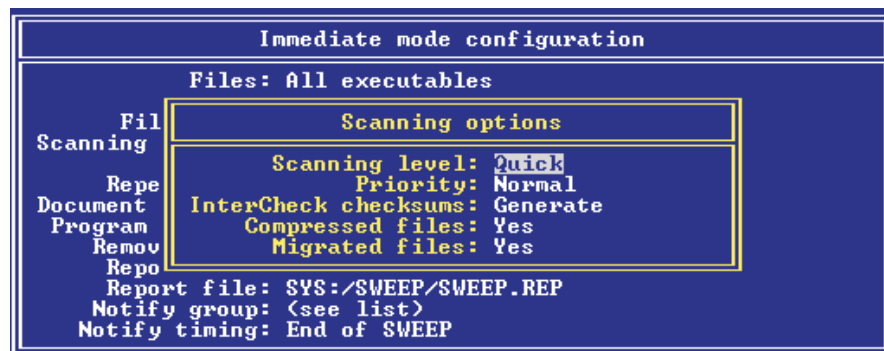 Immediate mode configuration
Files: All executables
Fil
Scanning options
Scanning
Scanning level: Quick
Repe
Priority: Normal
Document
InterCheck checksums: Generate
Program
Compressed files: Yes
Remov
Migrated files: Yes
Repo
Report file: SYS:/SWEEP/SWEEP.REP
Notify group: (see list)
Notify timing: End of SWEEP